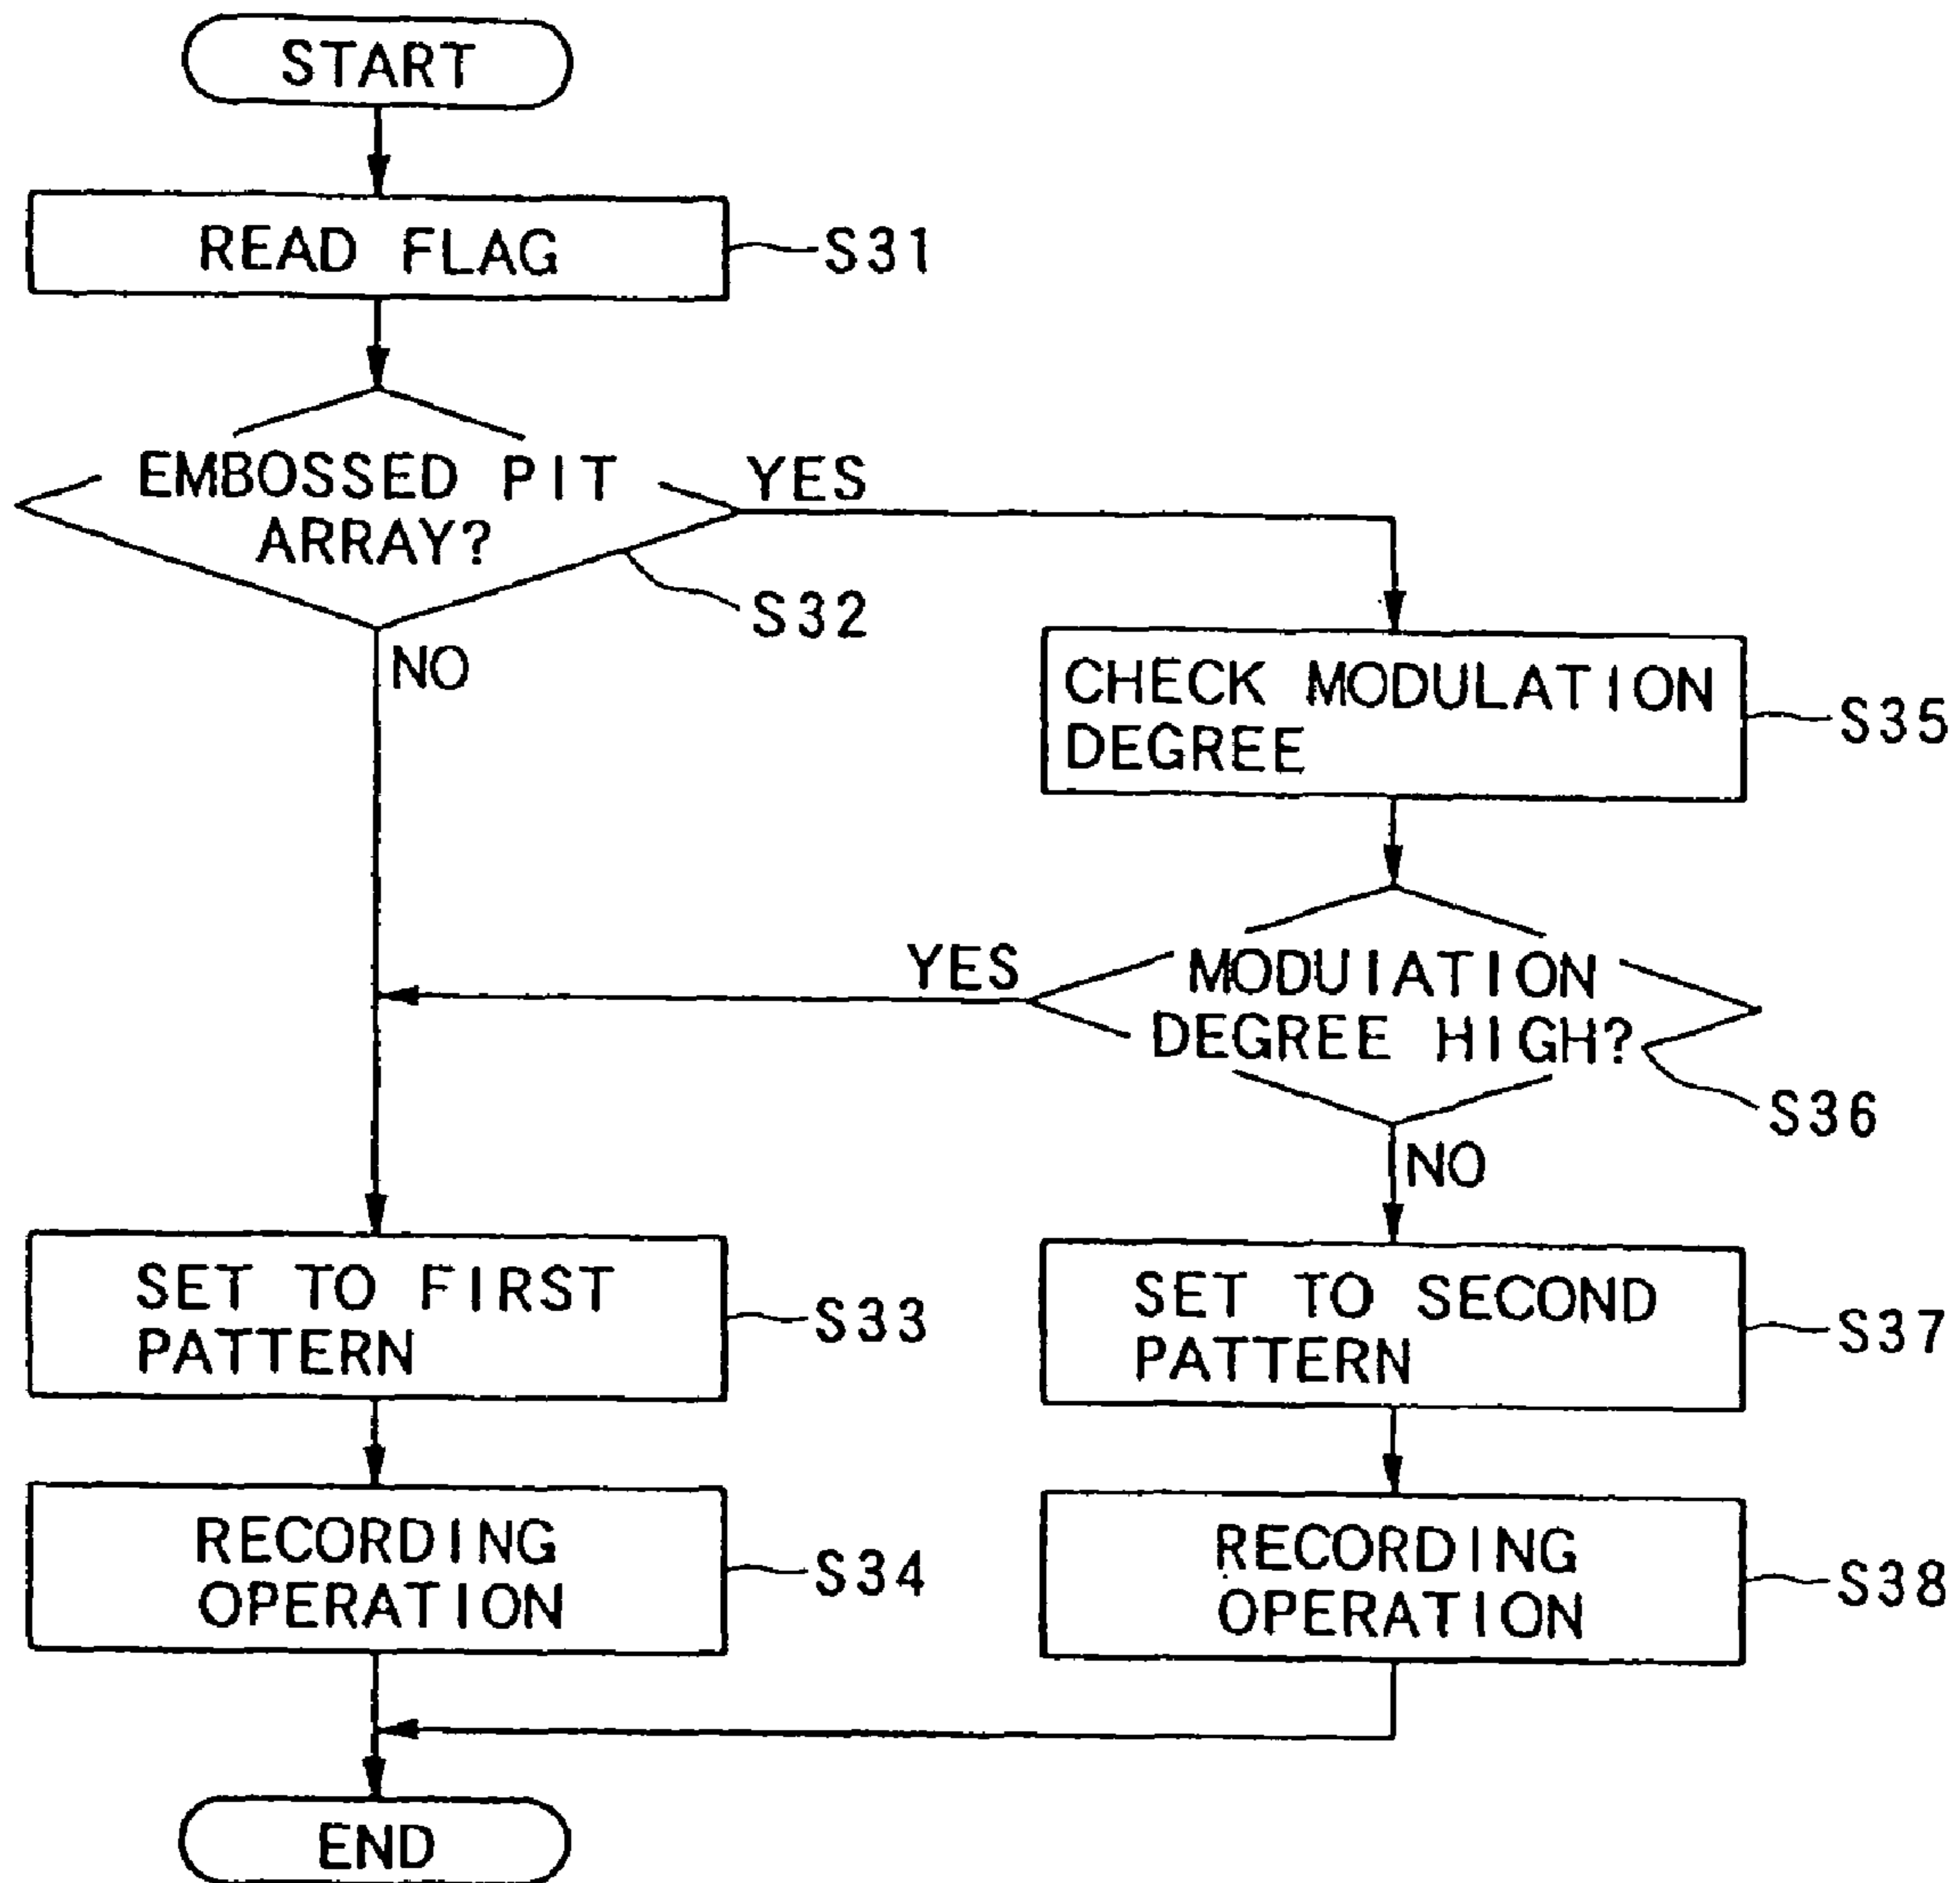 START
READ FLAG
S31
EMBOSSED PIT
ARRAY?
YES
S32
NO
CHECK MODULATION
DEGREE
S35
YES
MODUIATION
DEGREE HIGH?
S36
NO
SET TO FIRST
PATTERN
S33
SET TO SECOND
PATTERN
S37
RECORDING
OPERATION
S34
RECORDING
OPERATION
S38
END